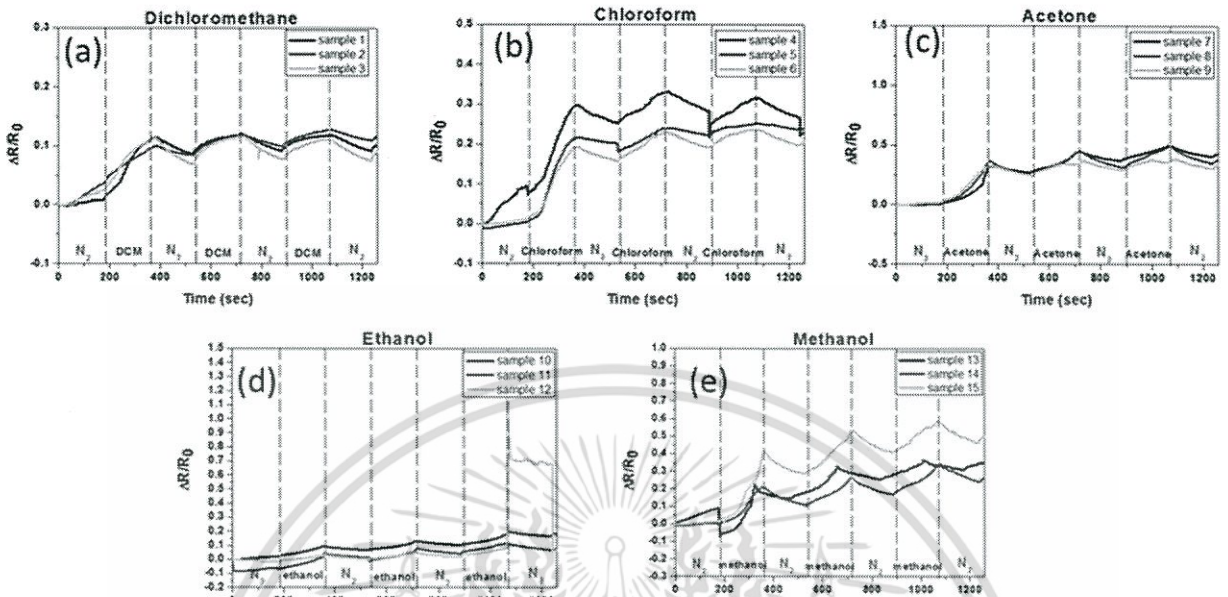 Dichloromethane
(a)
sample 1
sample 2
sample 3
0.3
0.2
0.1
0.0
-0.1
ΔR/R0
N2 DCM N2 DCM N2 DCM N2
0 200 400 600 800 1000 1200
Time (sec)
Chloroform
(b)
sample 4
sample 5
sample 6
0.5
0.4
0.3
0.2
0.1
0.0
-0.1
ΔR/R0
N2 Chloroform N2 Chloroform N2 Chloroform N2
0 200 400 600 800 1000 1200
Time (sec)
Acetone
(c)
sample 7
sample 8
sample 9
1.5
1.0
0.5
0.0
-0.5
ΔR/R0
N2 Acetone N2 Acetone N2 Acetone N2
0 200 400 600 800 1000 1200
Time (sec)
Ethanol
(d)
sample 10
sample 11
sample 12
1.5
1.4
1.3
1.2
1.1
1.0
0.9
0.8
0.7
0.6
0.5
0.4
0.3
0.2
0.1
0.0
-0.1
-0.2
ΔR/R0
N2 ethanol N2 ethanol N2 ethanol N2
Methanol
(e)
sample 13
sample 14
sample 15
1.0
0.9
0.8
0.7
0.6
0.5
0.4
0.3
0.2
0.1
0.0
-0.1
-0.2
-0.3
ΔR/R0
N2 methanol N2 methanol N2 methanol N2
0 200 400 600 800 1000 1200